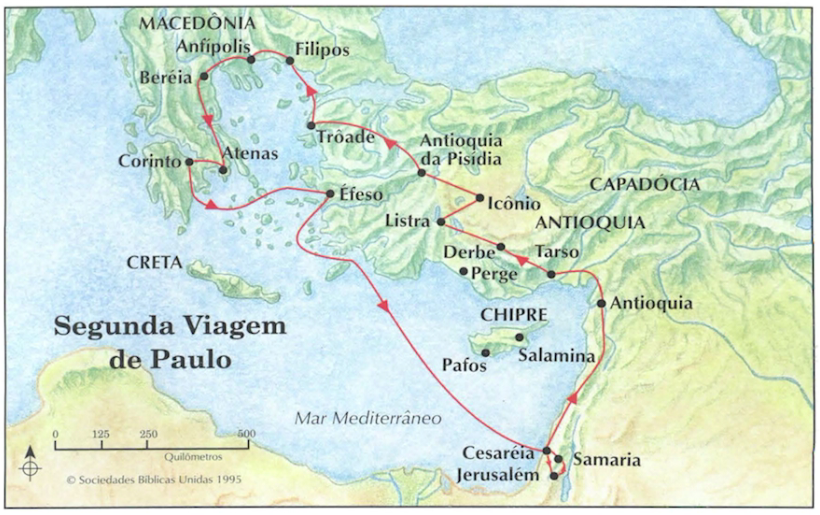 MACEDÔNIA
Anfípolis
Filipos
Beréia
Trôade
Corinto
Atenas
Antioquia
da Pisídia
CAPADÓCIA
Éfeso
Icônio
Listra
ANTIOQUIA
Derbe
Tarso
Perge
CRETA
Antioquia
CHIPRE
Segunda Viagem
de Paulo
Pafos
Salamina
Mar Mediterrâneo
0 125 250 500
Quilômetros
Cesaréia
Samaria
Jerusalém
© Sociedades Bíblicas Unidas 1995